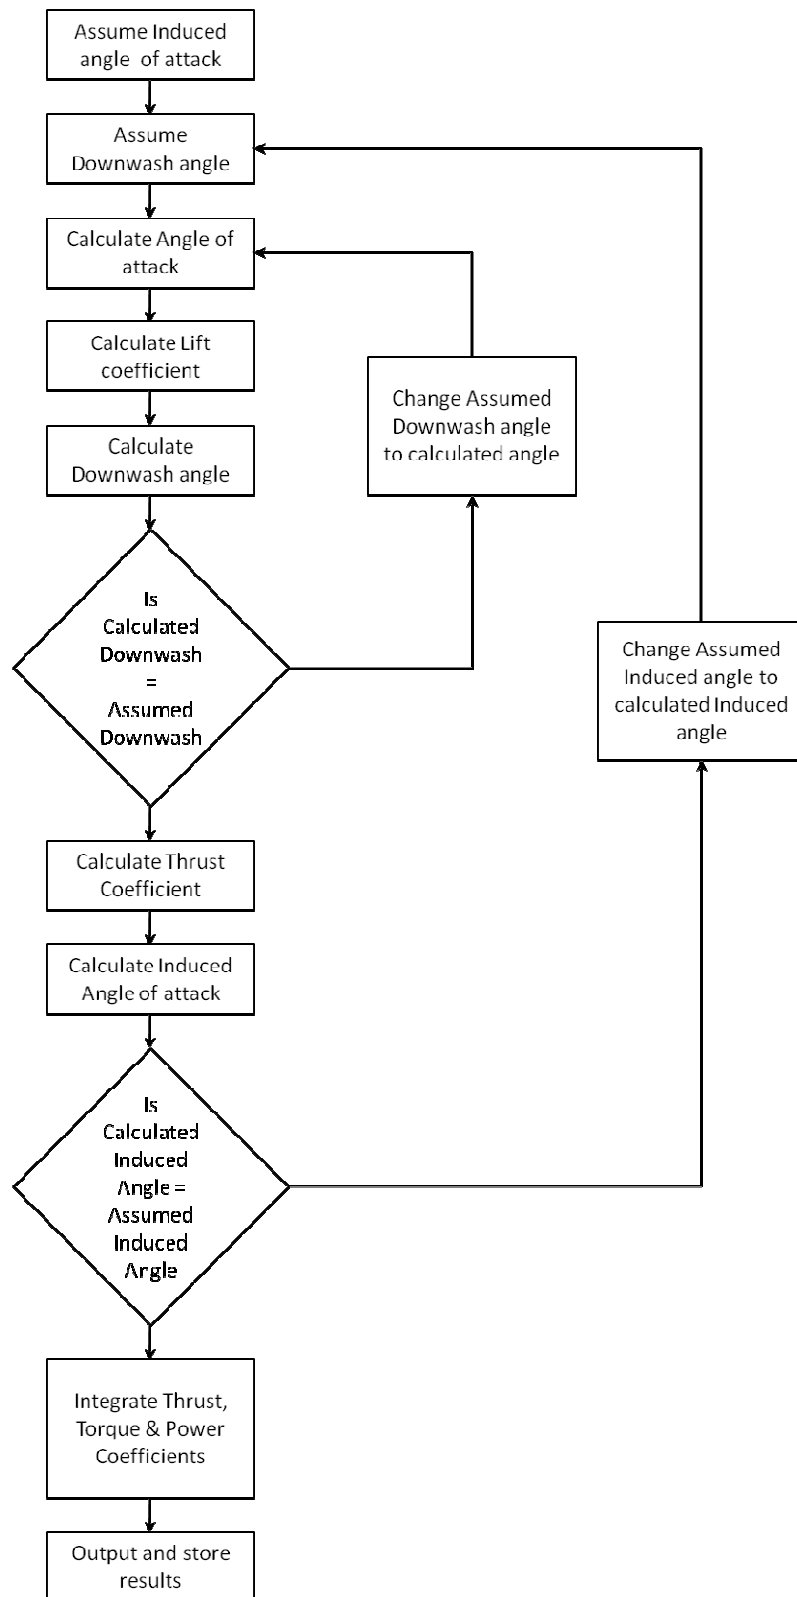 Assume Induced
angle of attack
Assume
Downwash angle
Calculate Angle of
attack
Calculate Lift
coefficient
Change Assumed
Downwash angle
to calculated angle
Calculate
Downwash angle
Is
Calculated
Downwash
=
Assumed
Downwash
Change Assumed
Induced angle to
calculated Induced
angle
Calculate Thrust
Coefficient
Calculate Induced
Angle of attack
Is
Calculated
Induced
Angle =
Assumed
Induced
Angle
Integrate Thrust,
Torque & Power
Coefficients
Output and store
results